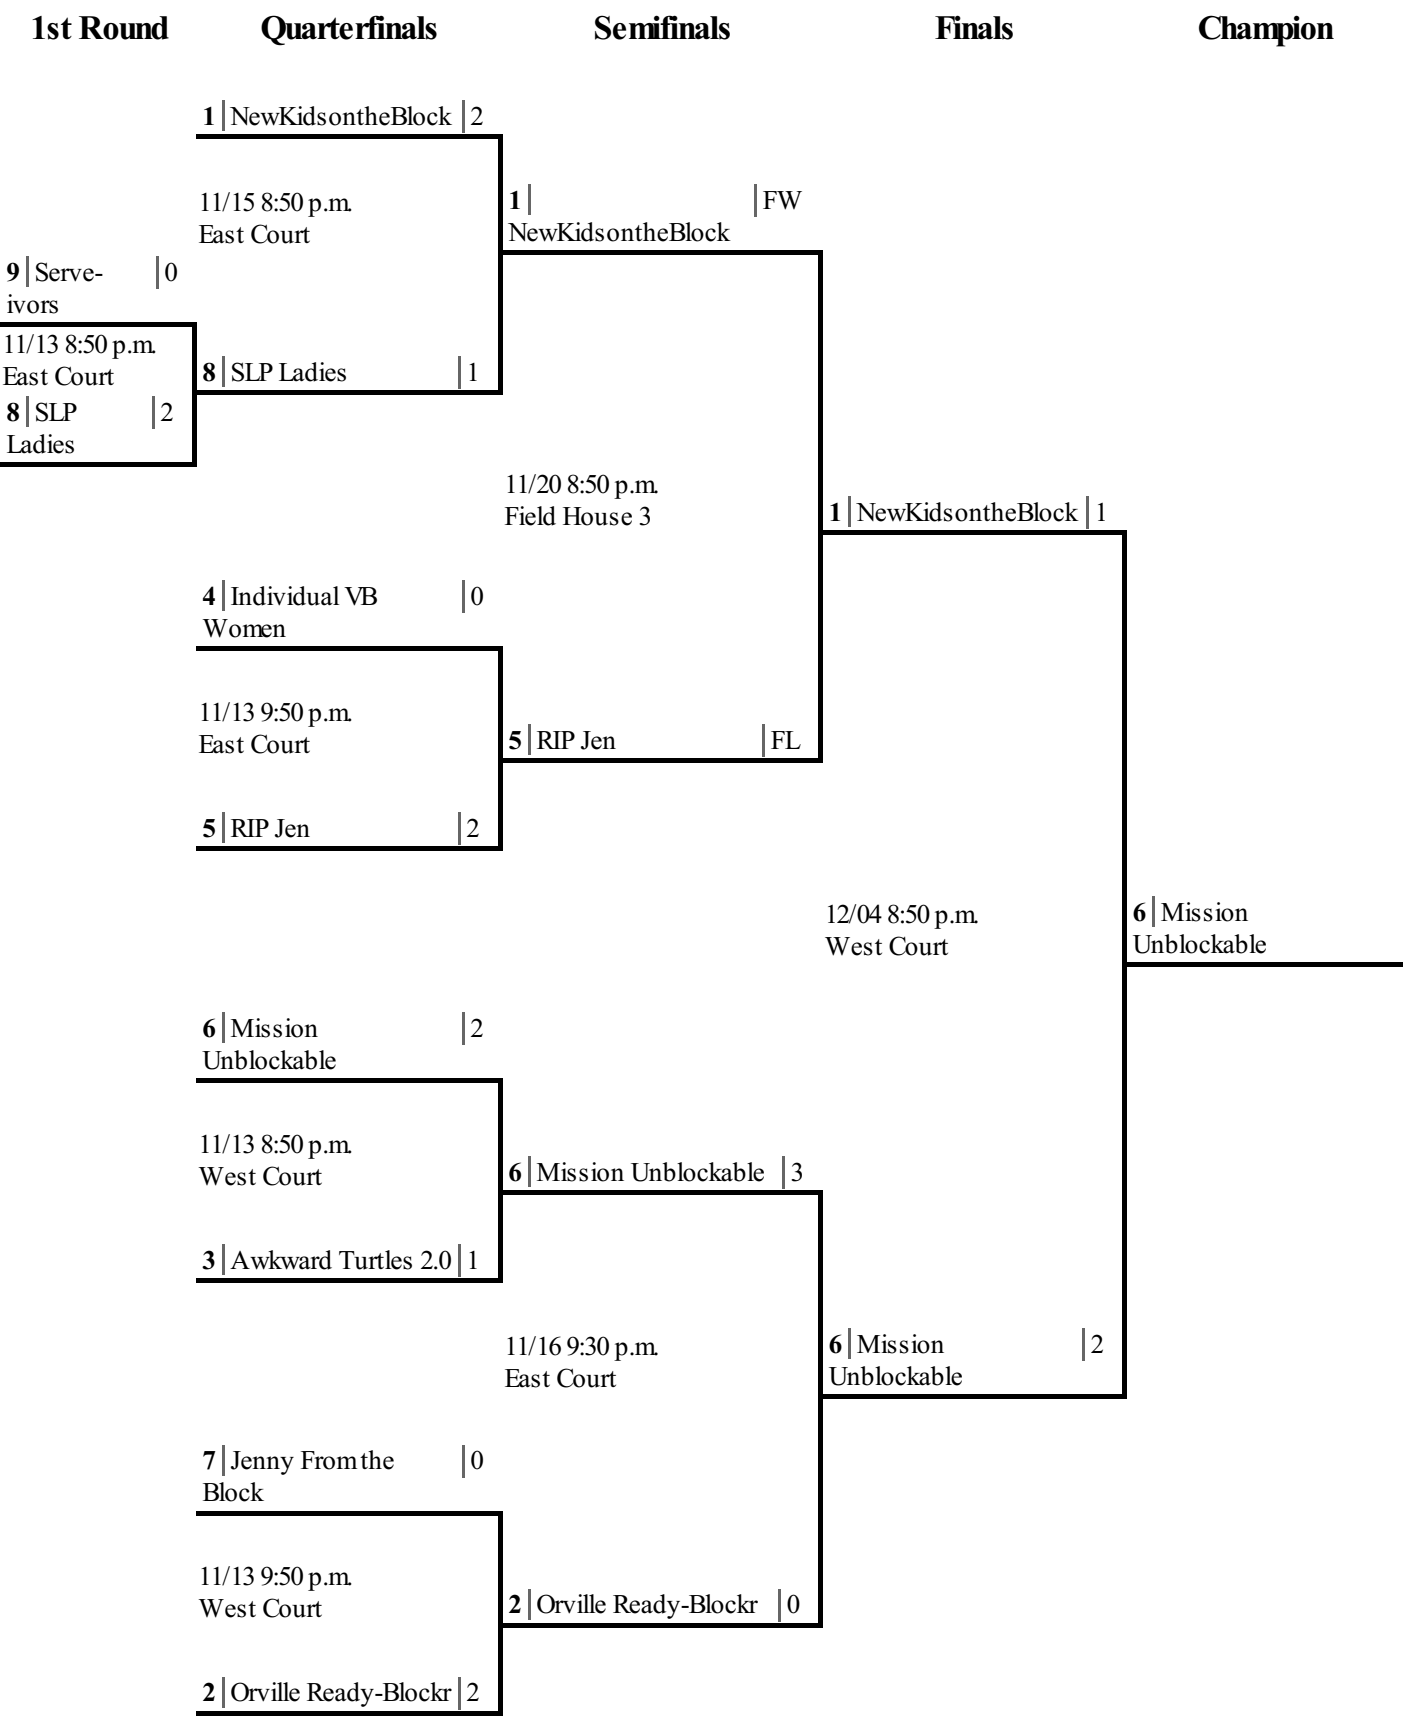 1st Round Quarterfinals Semifinals Finals Champion
1 NewKidsontheBlock 2
11/15 8:50 p.m.
East Court
1 FW
NewKidsontheBlock
9 Serve- 0
ivors
11/13 8:50 p.m.
East Court
8 SLP 2
Ladies
8 SLP Ladies 1
11/20 8:50 p.m.
Field House 3
1 NewKidsontheBlock 1
4 Individual VB 0
Women
11/13 9:50 p.m.
East Court
5 RIP Jen FL
5 RIP Jen 2
12/04 8:50 p.m.
West Court
6 Mission
Unblockable
6 Mission 2
Unblockable
11/13 8:50 p.m.
West Court
6 Mission Unblockable 3
3 Awkward Turtles 2.0 1
11/16 9:30 p.m.
East Court
6 Mission 2
Unblockable
7 Jenny From the 0
Block
11/13 9:50 p.m.
West Court
2 Orville Ready-Blockr 0
2 Orville Ready-Blockr 2